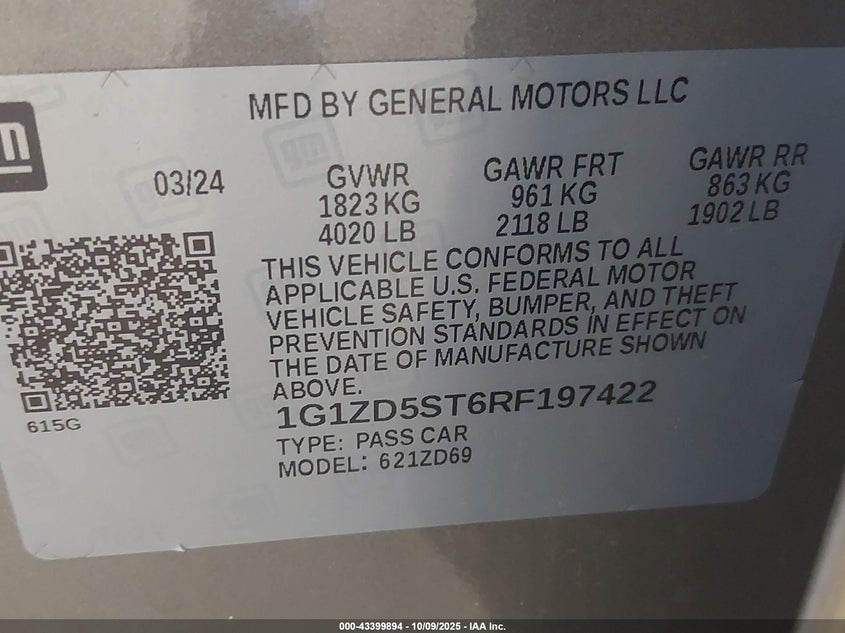 MFD BY GENERAL MOTORS LLC
gm
03/24 GVWR GAWR FRT GAWR RR
1823 KG 961 KG 863 KG
4020 LB 2118 LB 1902 LB
THIS VEHICLE CONFORMS TO ALL
APPLICABLE U.S. FEDERAL MOTOR
VEHICLE SAFETY, BUMPER, AND THEFT
PREVENTION STANDARDS IN EFFECT ON
THE DATE OF MANUFACTURE SHOWN
ABOVE.
1G1ZD5ST6RF197422
615G
TYPE: PASS CAR
MODEL: 621ZD69
000-43399894 - 10/09/2025 - IAA Inc.